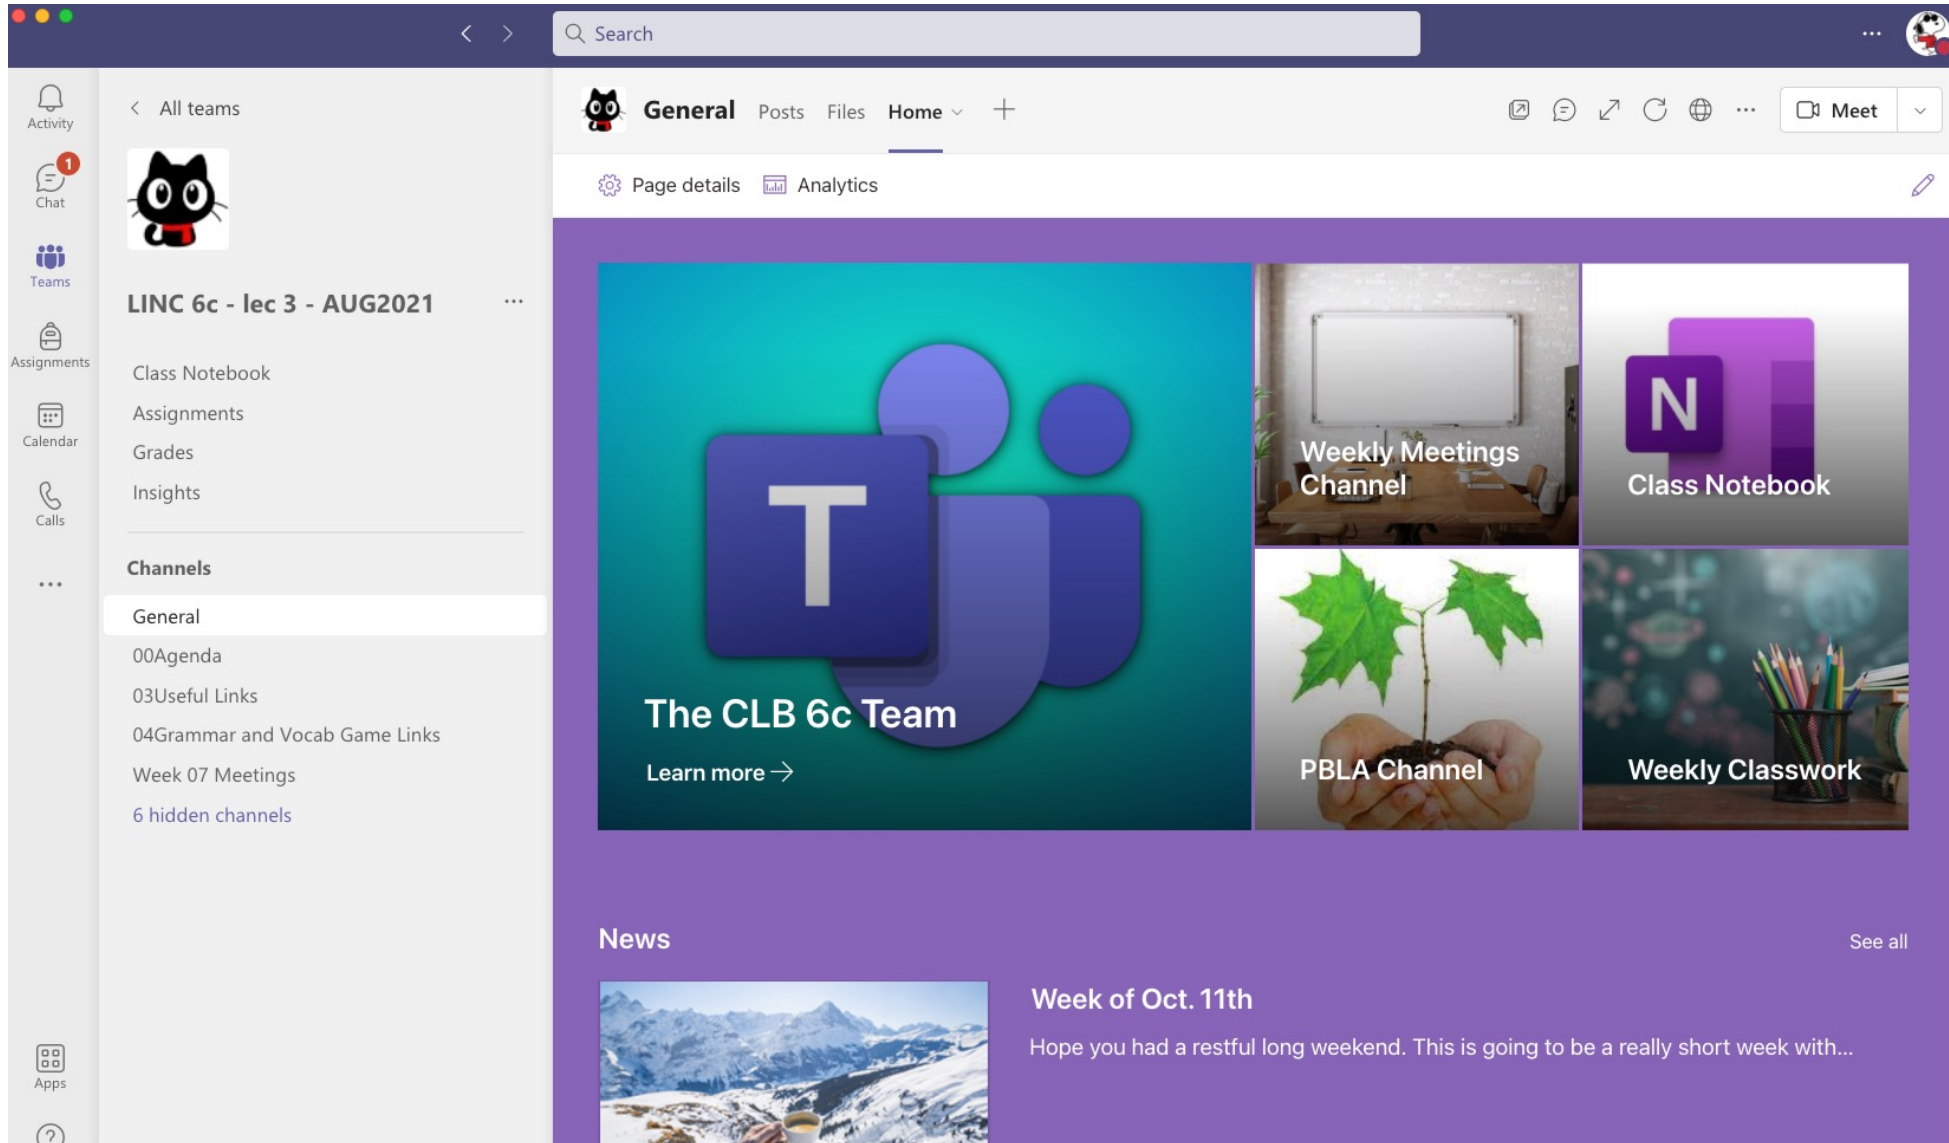 Search
Activity
1
Chat
Teams
Assignments
Calendar
Calls
Apps
All teams
LINC 6c - lec 3 - AUG2021
Class Notebook
Assignments
Grades
Insights
Channels
General
00Agenda
03Useful Links
04Grammar and Vocab Game Links
Week 07 Meetings
6 hidden channels
General Posts Files Home
Meet
Page details Analytics
T
The CLB 6c Team
Learn more
Weekly Meetings
Channel
N
Class Notebook
PBLA Channel
Weekly Classwork
News
See all
Week of Oct. 11th
Hope you had a restful long weekend. This is going to be a really short week with...